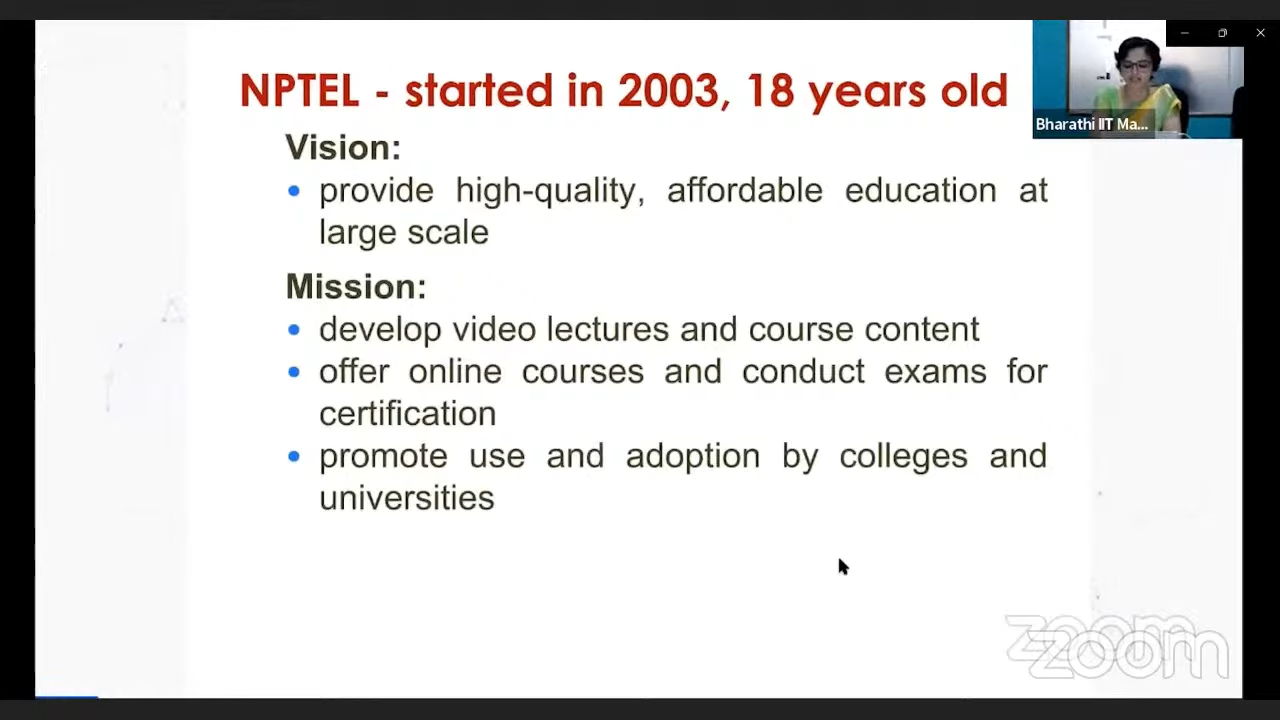 NPTEL - started in 2003, 18 years old
Bharathi IIT Ma...
Vision:
• provide high-quality, affordable education at
large scale
Mission:
• develop video lectures and course content
• offer online courses and conduct exams for
certification
• promote use and adoption by colleges and
universities
zoom
zoom